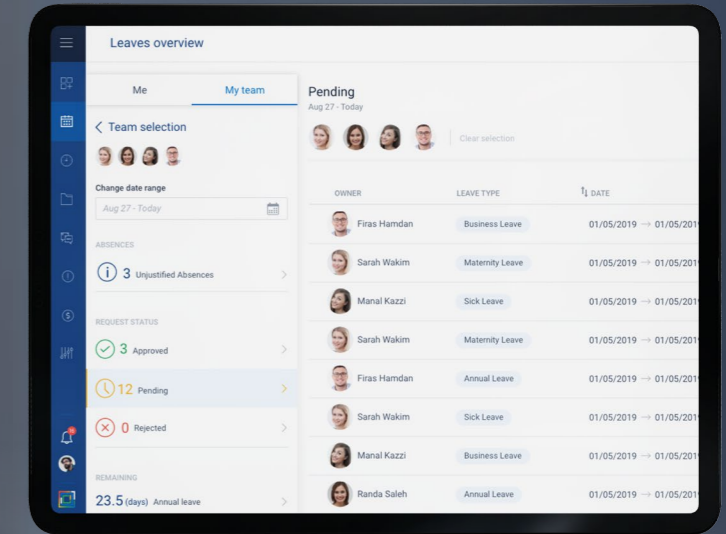 Leaves overview
Me
My team
Team selection
Change date range
Aug 27 - Today
ABSENCES
3 Unjustified Absences
REQUEST STATUS
3 Approved
12 Pending
0 Rejected
REMAINING
23.5 (days) Annual leave
Pending
Aug 27 - Today
Clear selection
OWNER LEAVE TYPE DATE
Firas Hamdan Business Leave 01/05/2019 → 01/05/201
Sarah Wakim Maternity Leave 01/05/2019 → 01/05/201
Manal Kazzi Sick Leave 01/05/2019 → 01/05/201
Sarah Wakim Maternity Leave 01/05/2019 → 01/05/201
Firas Hamdan Annual Leave 01/05/2019 → 01/05/201
Sarah Wakim Sick Leave 01/05/2019 → 01/05/201
Manal Kazzi Business Leave 01/05/2019 → 01/05/201
Randa Saleh Annual Leave 01/05/2019 → 01/05/201